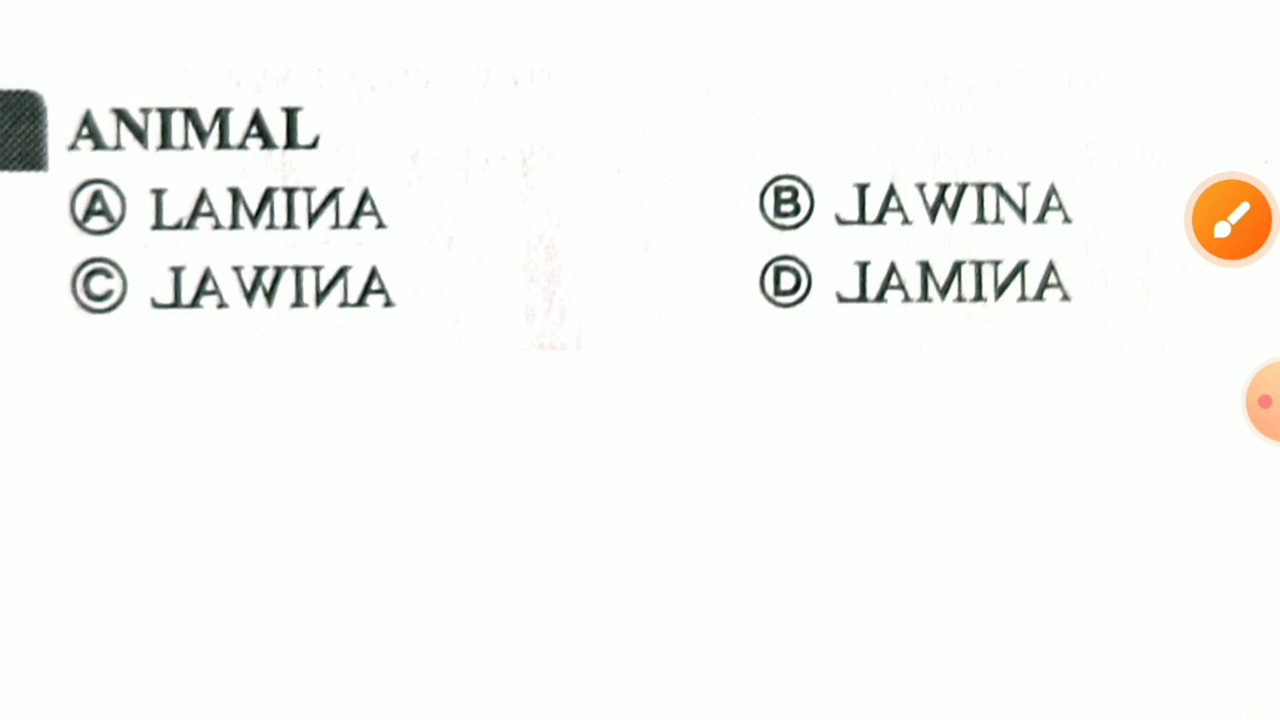 ANIMAL
Ⓐ LAMIИA Ⓑ ⅃AWINA
Ⓒ ⅃AWIИA Ⓓ ⅃AMIИA